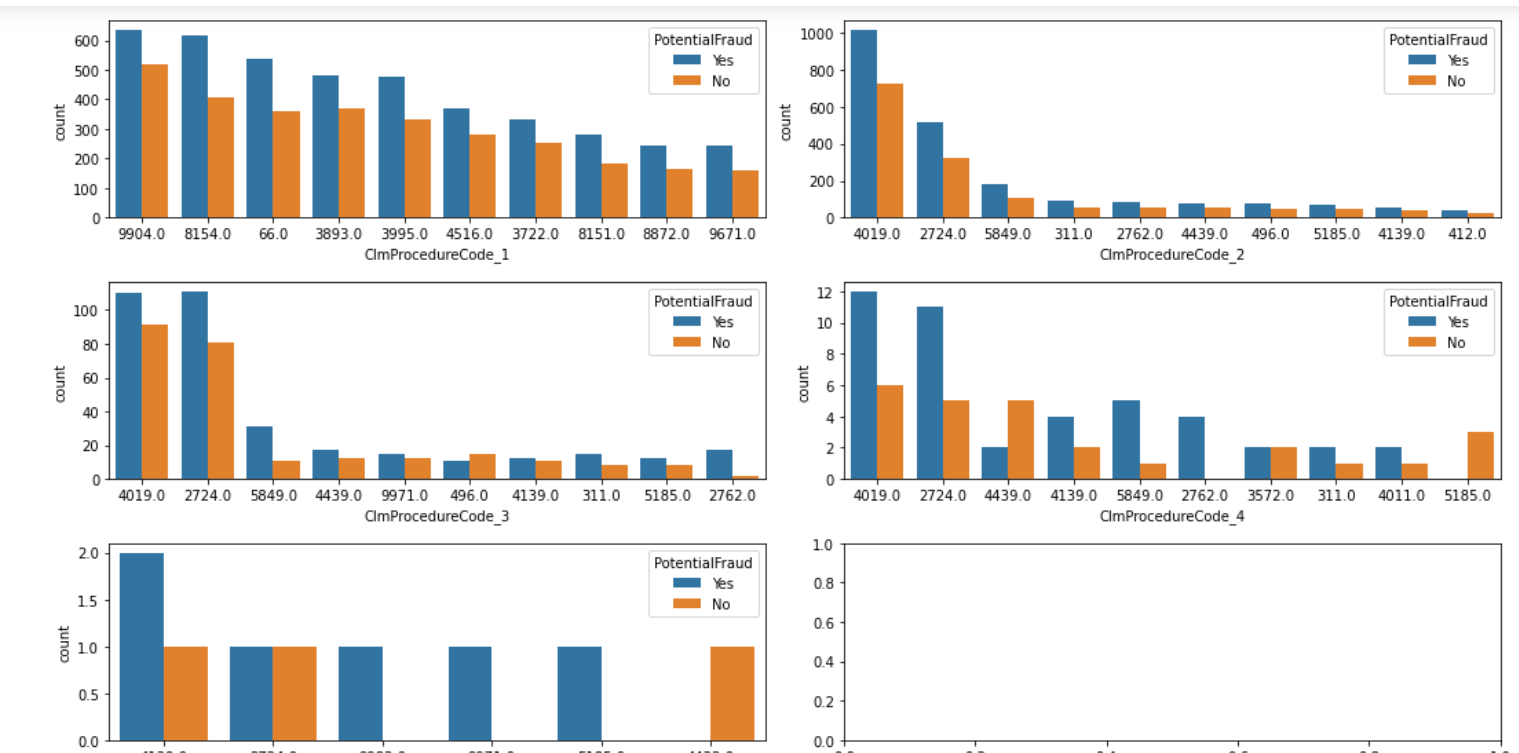 PotentialFraud
Yes
No
count
600
500
400
300
200
100
0
9904.0 8154.0 66.0 3893.0 3995.0 4516.0 3722.0 8151.0 8872.0 9671.0
ClmProcedureCode_1
PotentialFraud
Yes
No
count
1000
800
600
400
200
0
4019.0 2724.0 5849.0 311.0 2762.0 4439.0 496.0 5185.0 4139.0 412.0
ClmProcedureCode_2
PotentialFraud
Yes
No
count
100
80
60
40
20
0
4019.0 2724.0 5849.0 4439.0 9971.0 496.0 4139.0 311.0 5185.0 2762.0
ClmProcedureCode_3
PotentialFraud
Yes
No
count
12
10
8
6
4
2
0
4019.0 2724.0 4439.0 4139.0 5849.0 2762.0 3572.0 311.0 4011.0 5185.0
ClmProcedureCode_4
PotentialFraud
Yes
No
count
2.0
1.5
1.0
0.5
0.0
1.0
0.8
0.6
0.4
0.2
0.0